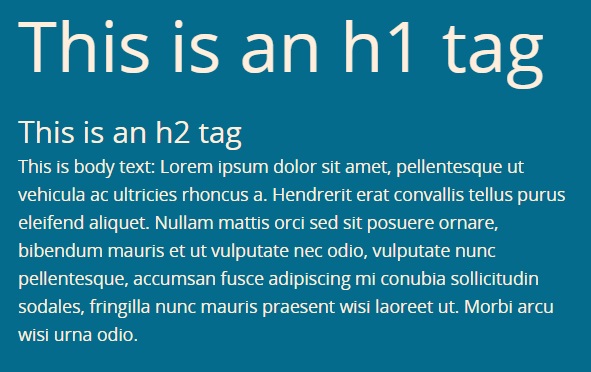 This is an h1 tag
This is an h2 tag
This is body text: Lorem ipsum dolor sit amet, pellentesque ut
vehicula ac ultricies rhoncus a. Hendrerit erat convallis tellus purus
eleifend aliquet. Nullam mattis orci sed sit posuere ornare,
bibendum mauris et ut vulputate nec odio, vulputate nunc
pellentesque, accumsan fusce adipiscing mi conubia sollicitudin
sodales, fringilla nunc mauris praesent wisi laoreet ut. Morbi arcu
wisi urna odio.